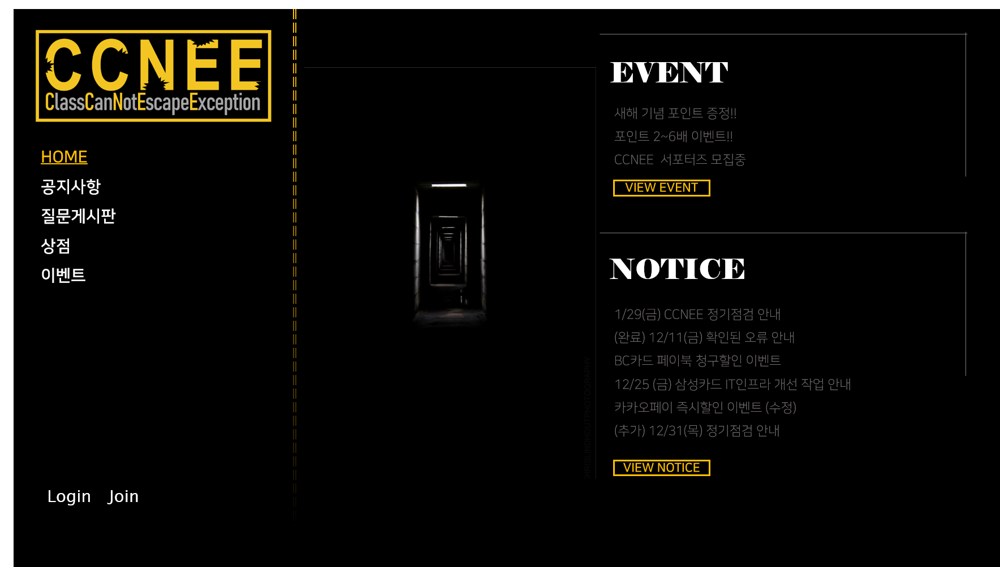 CCNEE
ClassCanNotEscapeException
HOME
공지사항
질문게시판
상점
이벤트
Login Join
EVENT
새해 기념 포인트 증정!!
포인트 2~6배 이벤트!!
CCNEE 서포터즈 모집중
VIEW EVENT
NOTICE
1/29(금) CCNEE 정기점검 안내
(완료) 12/11(금) 확인된 오류 안내
BC카드 페이북 청구할인 이벤트
12/25 (금) 삼성카드 IT인프라 개선 작업 안내
카카오페이 즉시할인 이벤트 (수정)
(추가) 12/31(목) 정기점검 안내
VIEW NOTICE